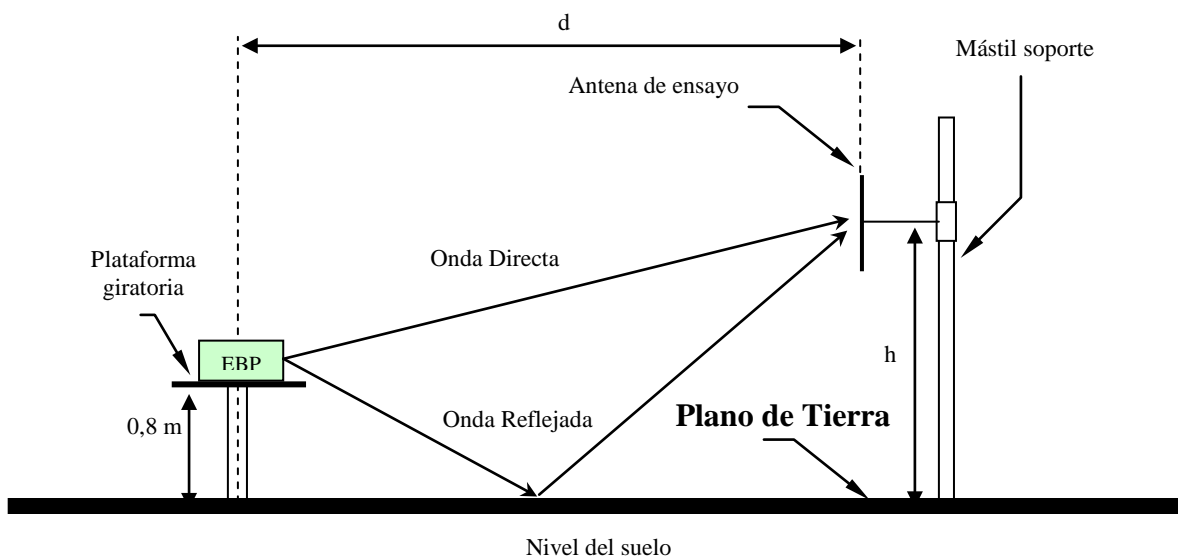 d
Mástil soporte
Antena de ensayo
Onda Directa
Plataforma
giratoria
EBP
h
0,8 m
Onda Reflejada
Plano de Tierra
Nivel del suelo